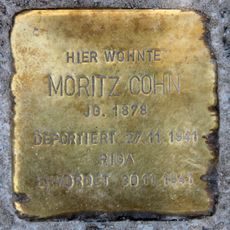 HIER WOHNTE
MORITZ COHN
JG. 1878
DEPORTIERT 27.11.1941
RIGA
ERMORDET 30.11.1941